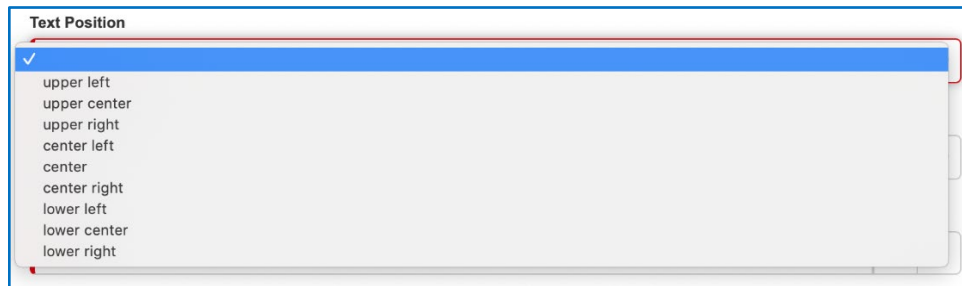 Text Position
✓
upper left
upper center
upper right
center left
center
center right
lower left
lower center
lower right